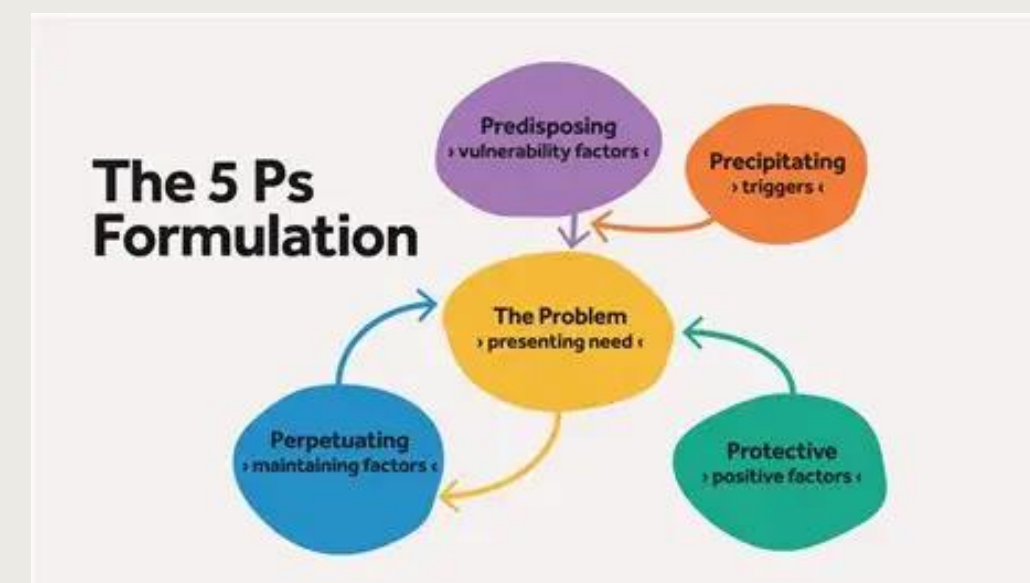 The 5 Ps
Formulation
Predisposing
› vulnerability factors ‹
Precipitating
› triggers ‹
The Problem
› presenting need ‹
Perpetuating
› maintaining factors ‹
Protective
› positive factors ‹